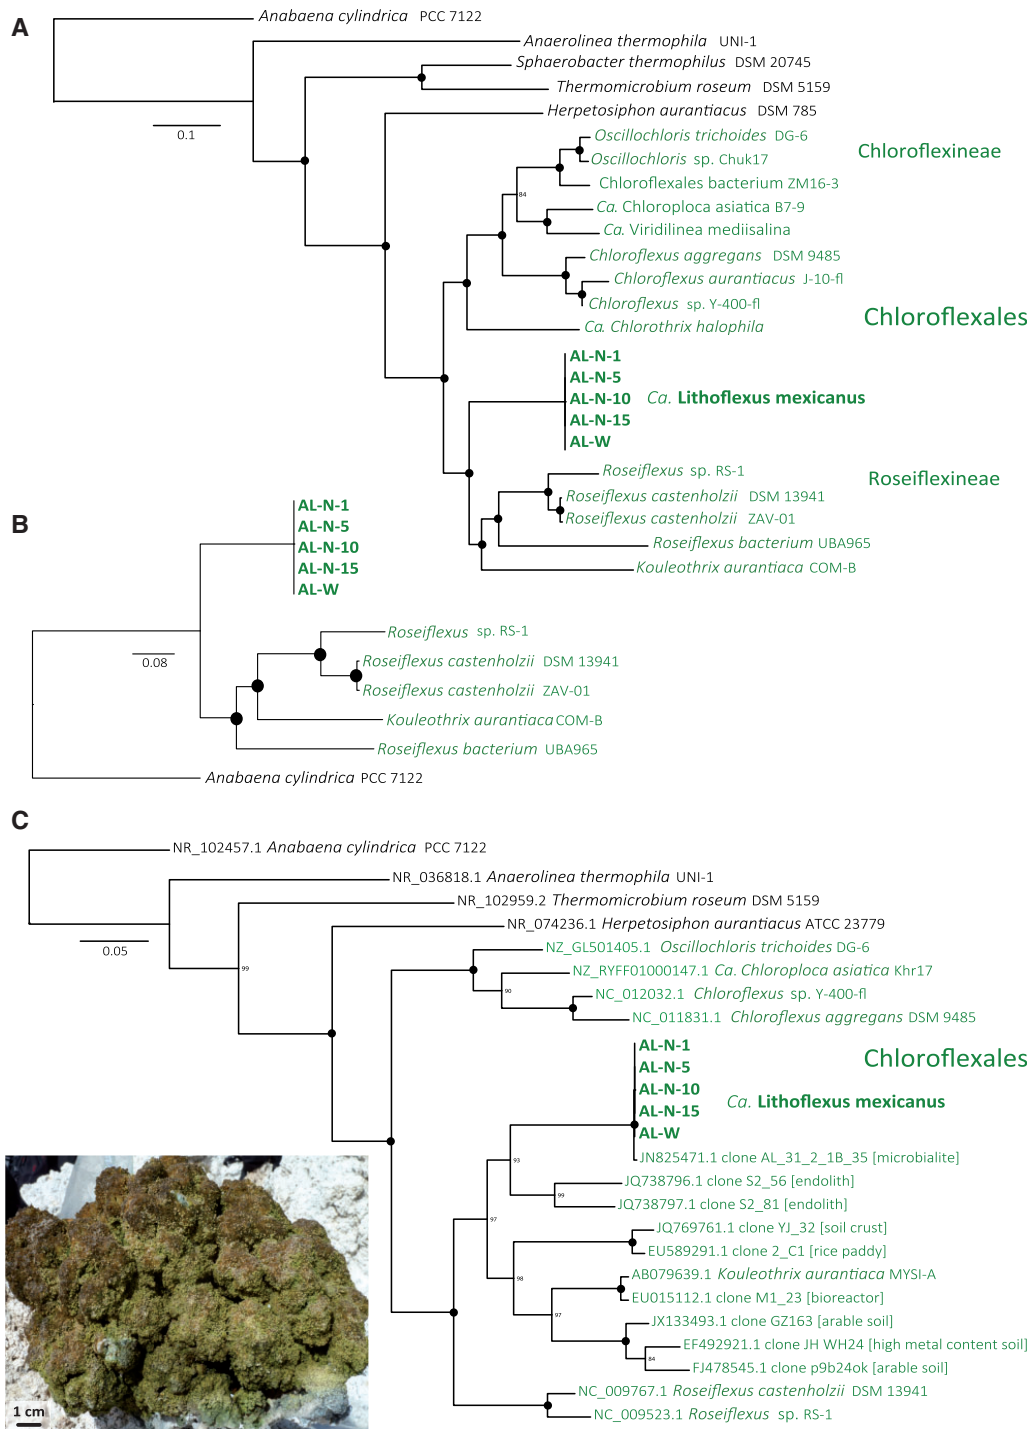 A
Anabaena cylindrica PCC 7122
Anaerolinea thermophila UNI-1
Sphaerobacter thermophilus DSM 20745
Thermomicrobium roseum DSM 5159
Herpetosiphon aurantiacus DSM 785
0.1
Oscillochloris trichoides DG-6
Chloroflexineae
Oscillochloris sp. Chuk17
Chloroflexales bacterium ZM16-3
84
Ca. Chloroploca asiatica B7-9
Ca. Viridilinea mediisalina
Chloroflexus aggregans DSM 9485
Chloroflexus aurantiacus J-10-fl
Chloroflexus sp. Y-400-fl
Chloroflexales
Ca. Chlorothrix halophila
AL-N-1
AL-N-5
AL-N-10 Ca. Lithoflexus mexicanus
AL-N-15
AL-W
Roseiflexus sp. RS-1
Roseiflexineae
Roseiflexus castenholzii DSM 13941
Roseiflexus castenholzii ZAV-01
Roseiflexus bacterium UBA965
Kouleothrix aurantiaca COM-B
B
AL-N-1
AL-N-5
AL-N-10
AL-N-15
AL-W
0.08
Roseiflexus sp. RS-1
Roseiflexus castenholzii DSM 13941
Roseiflexus castenholzii ZAV-01
Kouleothrix aurantiaca COM-B
Roseiflexus bacterium UBA965
Anabaena cylindrica PCC 7122
C
NR_102457.1 Anabaena cylindrica PCC 7122
NR_036818.1 Anaerolinea thermophila UNI-1
NR_102959.2 Thermomicrobium roseum DSM 5159
NR_074236.1 Herpetosiphon aurantiacus ATCC 23779
0.05
99
NZ_GL501405.1 Oscillochloris trichoides DG-6
NZ_RYFF01000147.1 Ca. Chloroploca asiatica Khr17
90
NC_012032.1 Chloroflexus sp. Y-400-fl
NC_011831.1 Chloroflexus aggregans DSM 9485
Chloroflexales
AL-N-1
AL-N-5
AL-N-10
AL-N-15
AL-W
Ca. Lithoflexus mexicanus
93
JN825471.1 clone AL_31_2_1B_35 [microbialite]
JQ738796.1 clone S2_56 [endolith]
99
JQ738797.1 clone S2_81 [endolith]
97
JQ769761.1 clone YJ_32 [soil crust]
EU589291.1 clone 2_C1 [rice paddy]
98
AB079639.1 Kouleothrix aurantiaca MYSI-A
EU015112.1 clone M1_23 [bioreactor]
97
JX133493.1 clone GZ163 [arable soil]
EF492921.1 clone JH WH24 [high metal content soil]
84
FJ478545.1 clone p9b24ok [arable soil]
NC_009767.1 Roseiflexus castenholzii DSM 13941
NC_009523.1 Roseiflexus sp. RS-1
1 cm